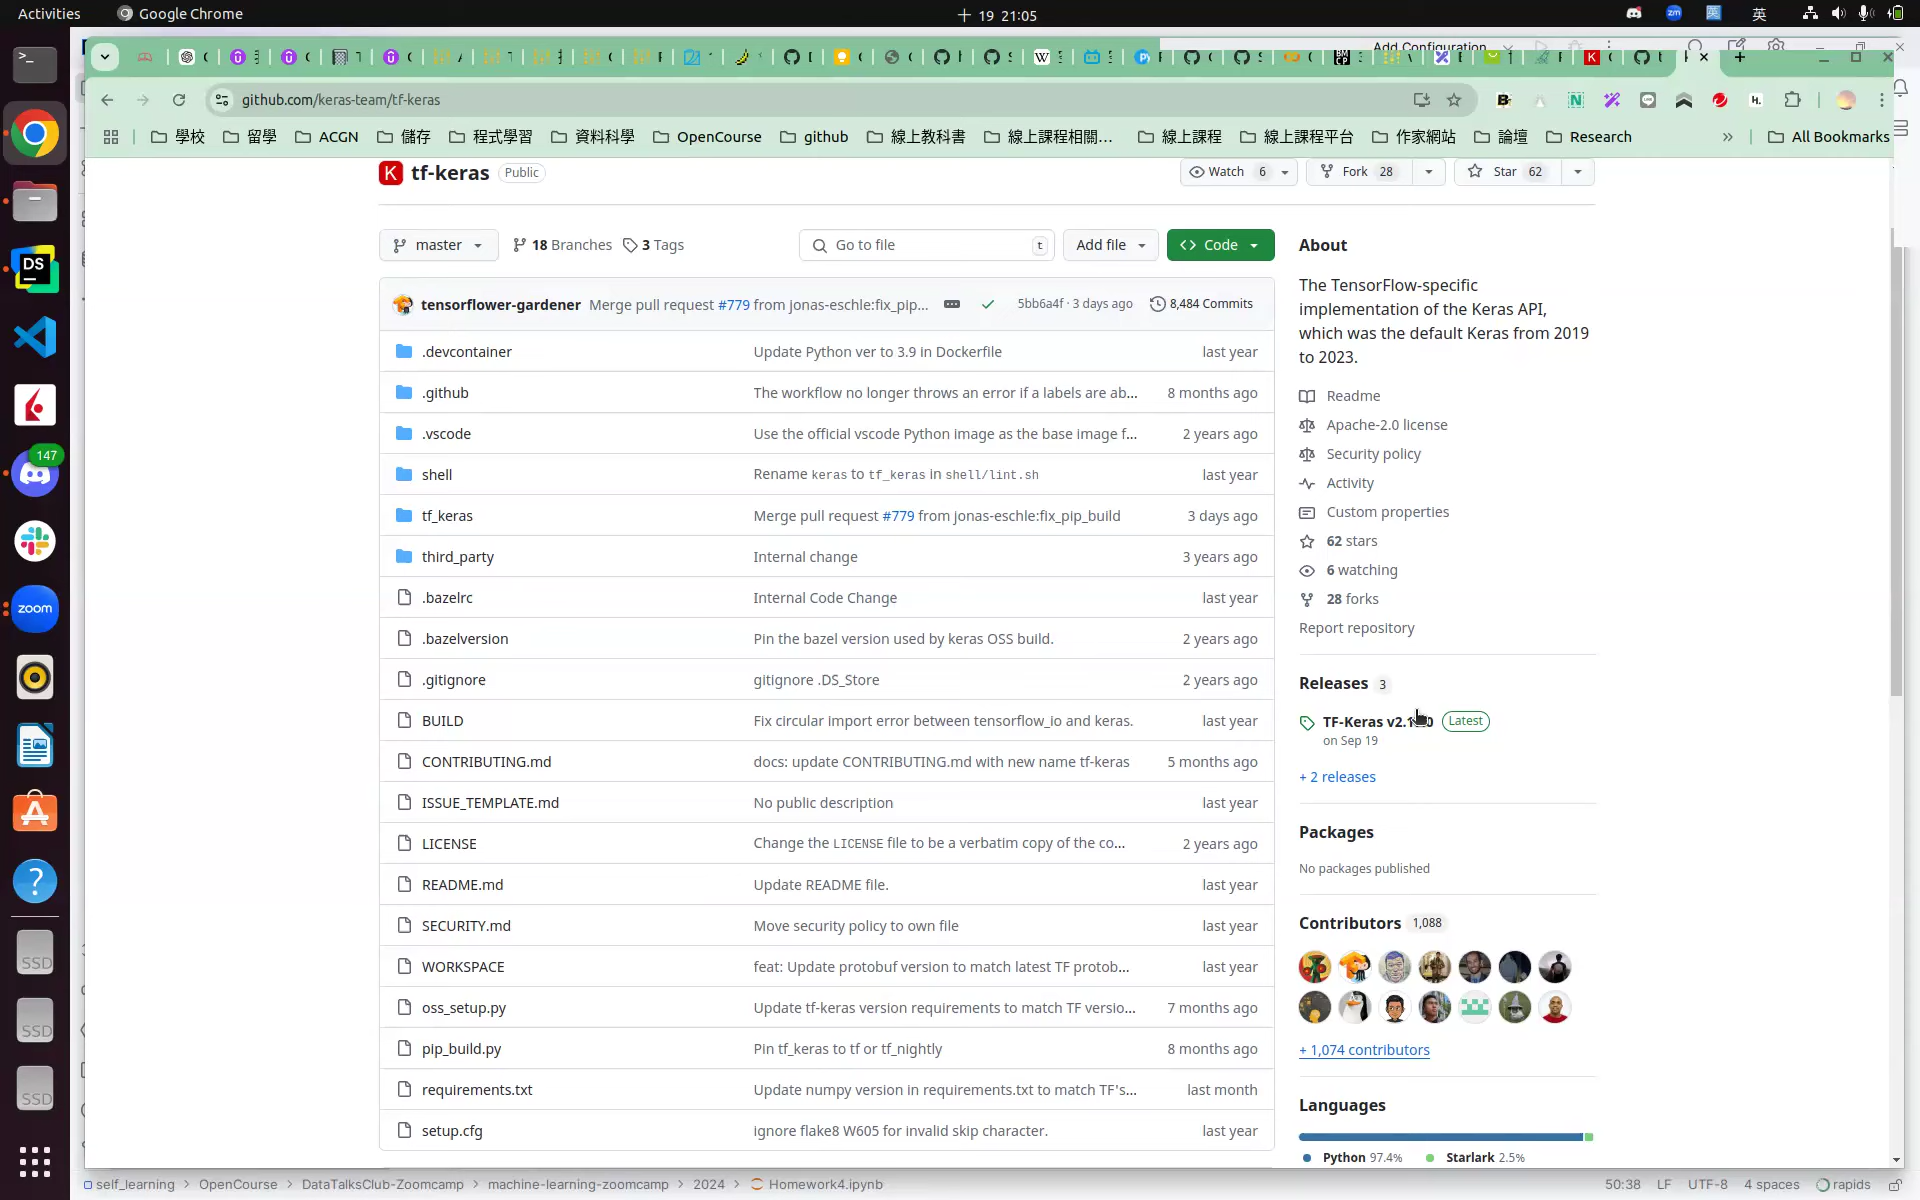 Activities
Google Chrome
19 21:05
zm
英
英
Add Configuration
github.com/keras-team/tf-keras
學校
留學
ACGN
儲存
程式學習
資料科學
OpenCourse
github
線上教科書
線上課程相關...
線上課程
線上課程平台
作家網站
論壇
Research
»
All Bookmarks
147
zoom
SSD
SSD
SSD
K tf-keras
Public
Watch 6
Fork 28
Star 62
master
18 Branches
3 Tags
Go to file
t
Add file
Code
tensorflower-gardener Merge pull request #779 from jonas-eschle:fix_pip... 5bb6a4f · 3 days ago 8,484 Commits
.devcontainer Update Python ver to 3.9 in Dockerfile last year
.github The workflow no longer throws an error if a labels are ab... 8 months ago
.vscode Use the official vscode Python image as the base image f... 2 years ago
shell Rename keras to tf_keras in shell/lint.sh last year
tf_keras Merge pull request #779 from jonas-eschle:fix_pip_build 3 days ago
third_party Internal change 3 years ago
.bazelrc Internal Code Change last year
.bazelversion Pin the bazel version used by keras OSS build. 2 years ago
.gitignore gitignore .DS_Store 2 years ago
BUILD Fix circular import error between tensorflow_io and keras. last year
CONTRIBUTING.md docs: update CONTRIBUTING.md with new name tf-keras 5 months ago
ISSUE_TEMPLATE.md No public description last year
LICENSE Change the LICENSE file to be a verbatim copy of the co... 2 years ago
README.md Update README file. last year
SECURITY.md Move security policy to own file last year
WORKSPACE feat: Update protobuf version to match latest TF protob... last year
oss_setup.py Update tf-keras version requirements to match TF versio... 7 months ago
pip_build.py Pin tf_keras to tf or tf_nightly 8 months ago
requirements.txt Update numpy version in requirements.txt to match TF's... last month
setup.cfg ignore flake8 W605 for invalid skip character. last year
About
The TensorFlow-specific
implementation of the Keras API,
which was the default Keras from 2019
to 2023.
Readme
Apache-2.0 license
Security policy
Activity
Custom properties
62 stars
6 watching
28 forks
Report repository
Releases 3
TF-Keras Latest
on Sep 19
+ 2 releases
Packages
No packages published
Contributors 1,088
+ 1,074 contributors
Languages
Python 97.4%
Starlark 2.5%
self_learning > OpenCourse > DataTalksClub-Zoomcamp > machine-learning-zoomcamp > 2024 > Homework4.ipynb
50:38 LF UTF-8 4 spaces rapids